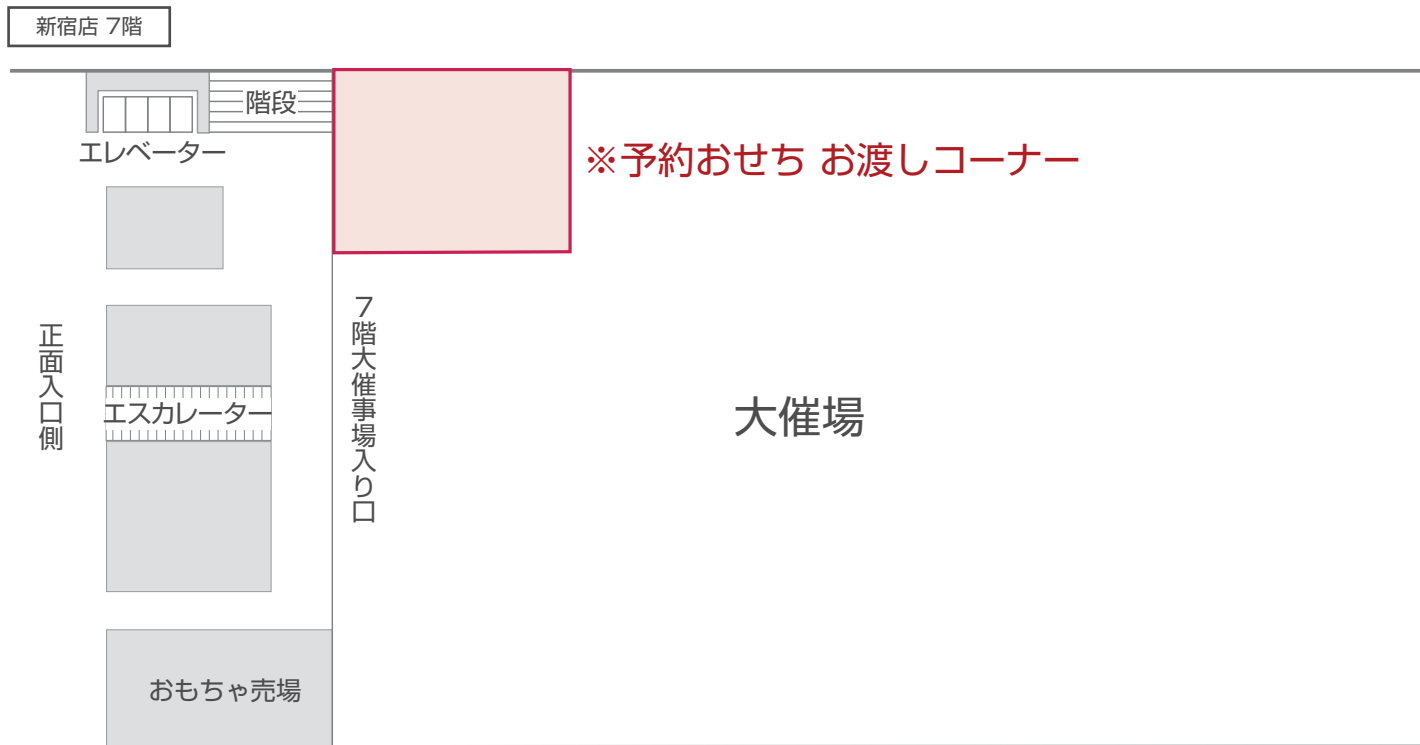 新宿店 7階
階段
エレベーター
※予約おせち お渡しコーナー
正面入口側
エスカレーター
7階大催事場入り口
大催場
おもちゃ売場